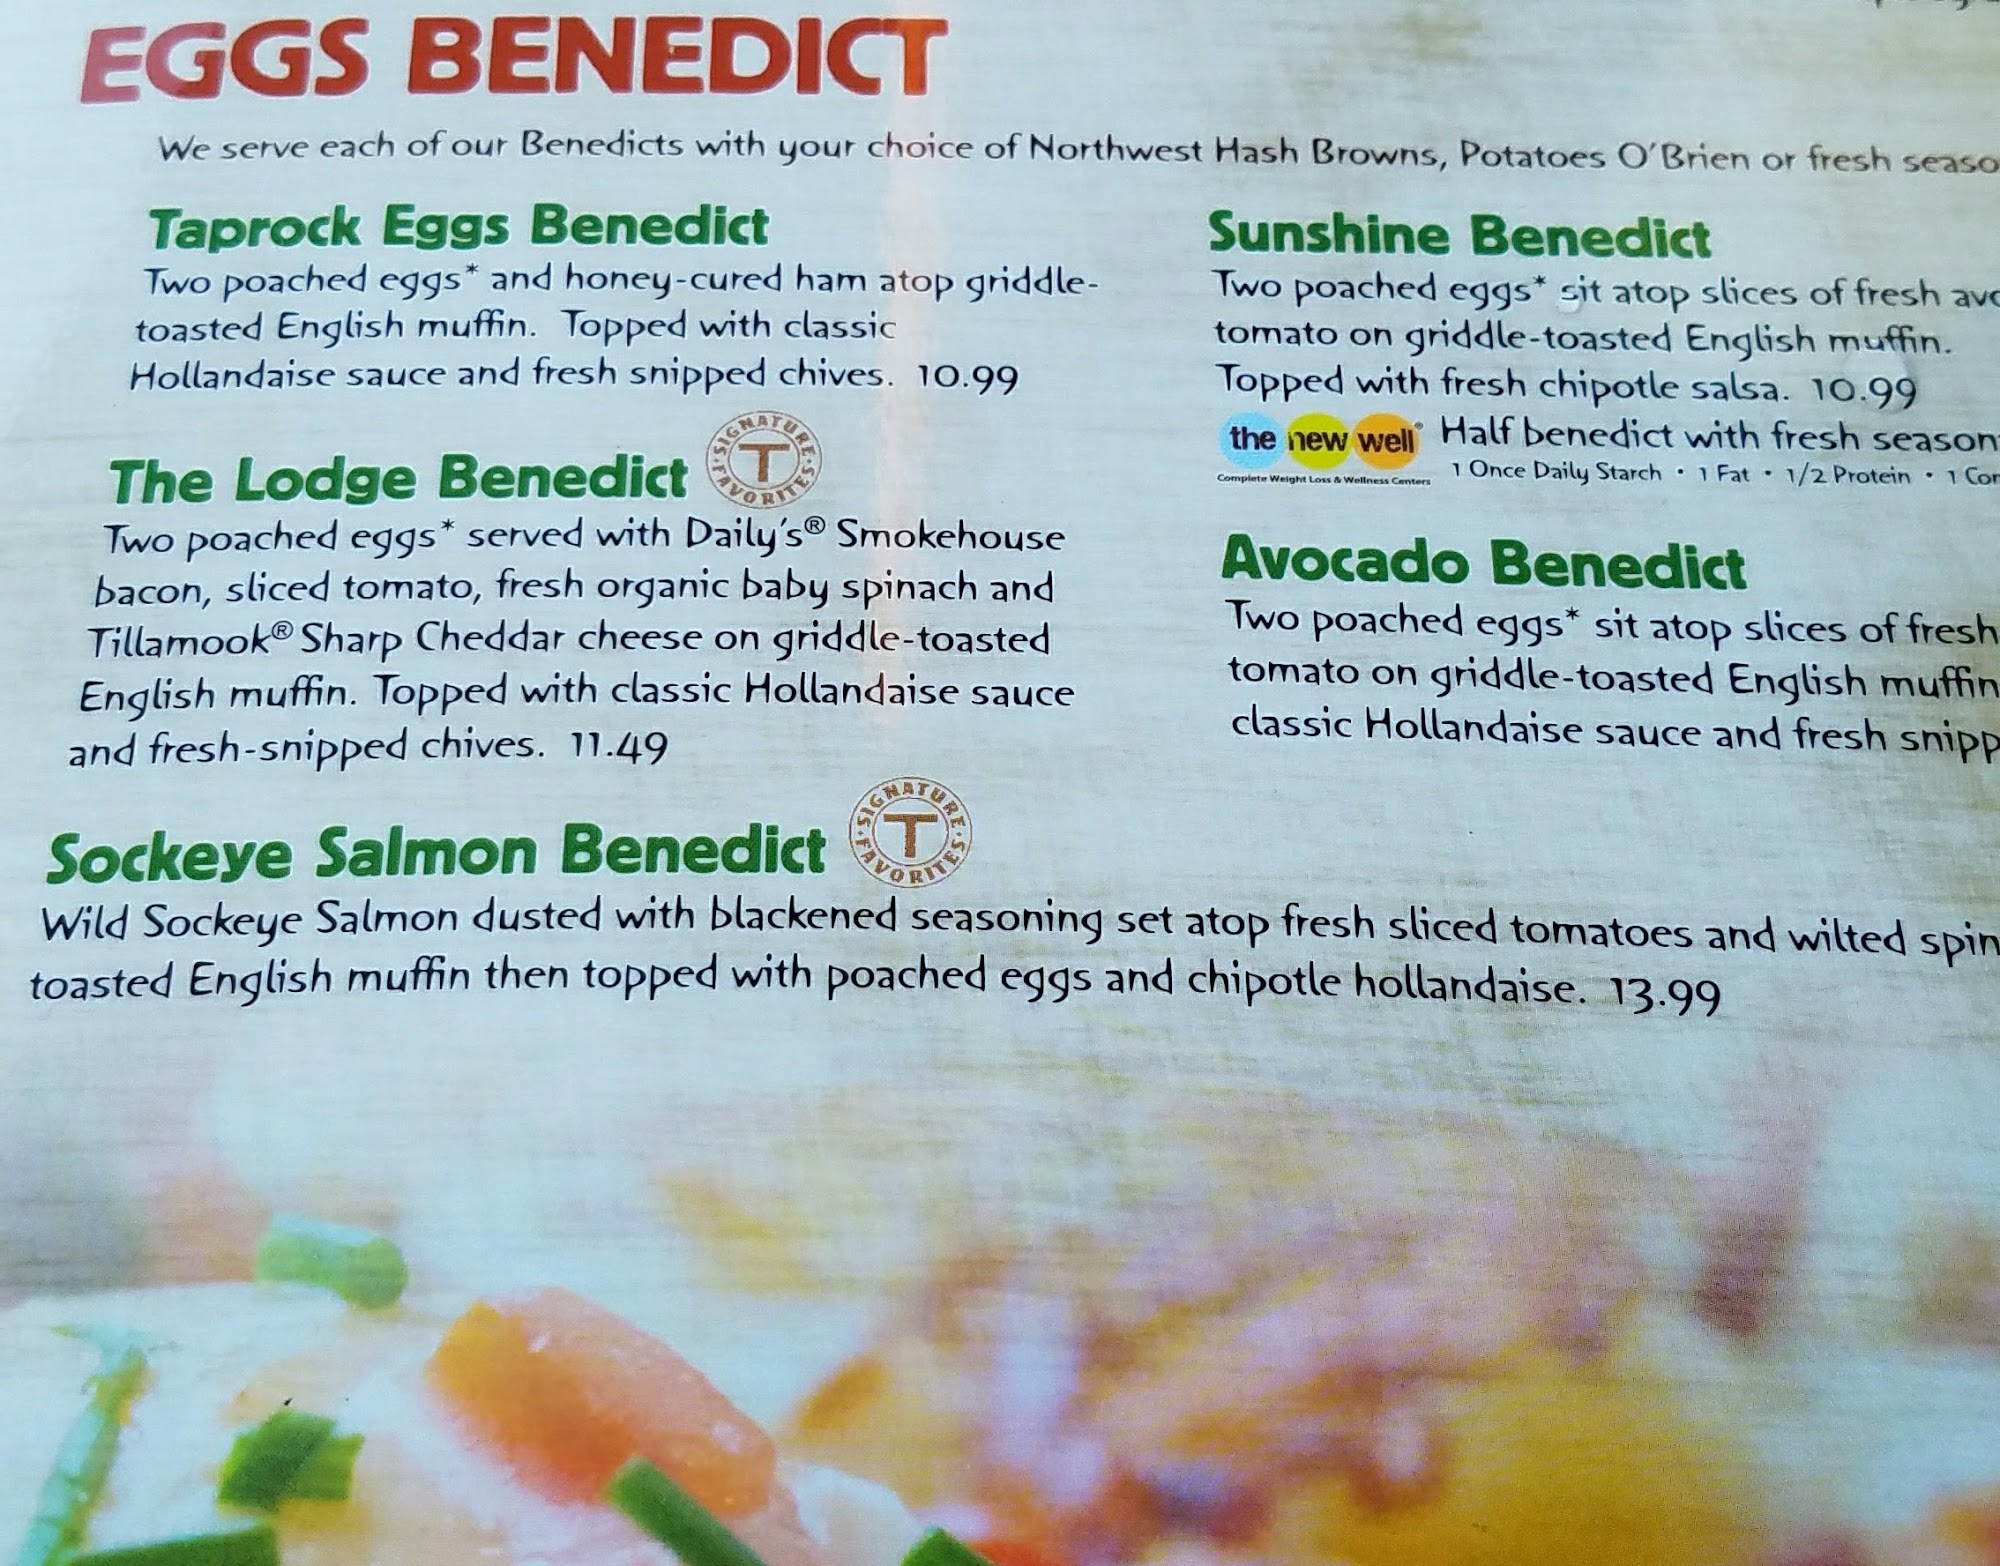 EGGS BENEDICT
We serve each of our Benedicts with your choice of Northwest Hash Browns, Potatoes O'Brien or fresh
Taprock Eggs Benedict
Two poached eggs* and honey-cured ham atop griddle-
toasted English muffin. Topped with classic
Hollandaise sauce and fresh snipped chives. 10.99
The Lodge Benedict
SIGNATURE T FAVORITES
Two poached eggs* served with Daily's® Smokehouse
bacon, sliced tomato, fresh organic baby spinach and
Tillamook® Sharp Cheddar cheese on griddle-toasted
English muffin. Topped with classic Hollandaise sauce
and fresh-snipped chives. 11.49
Sunshine Benedict
Two poached eggs* sit atop slices of fresh
tomato on griddle-toasted English muffin.
Topped with fresh chipotle salsa. 10.99
the new well® Half benedict with fresh
Complete Weight Loss & Wellness Centers
1 Once Daily Starch • 1 Fat • 1/2 Protein • 1
Avocado Benedict
Two poached eggs* sit atop slices of fresh
tomato on griddle-toasted English muffin
classic Hollandaise sauce and fresh
Sockeye Salmon Benedict
SIGNATURE T FAVORITES
Wild Sockeye Salmon dusted with blackened seasoning set atop fresh sliced tomatoes and wilted
toasted English muffin then topped with poached eggs and chipotle hollandaise. 13.99